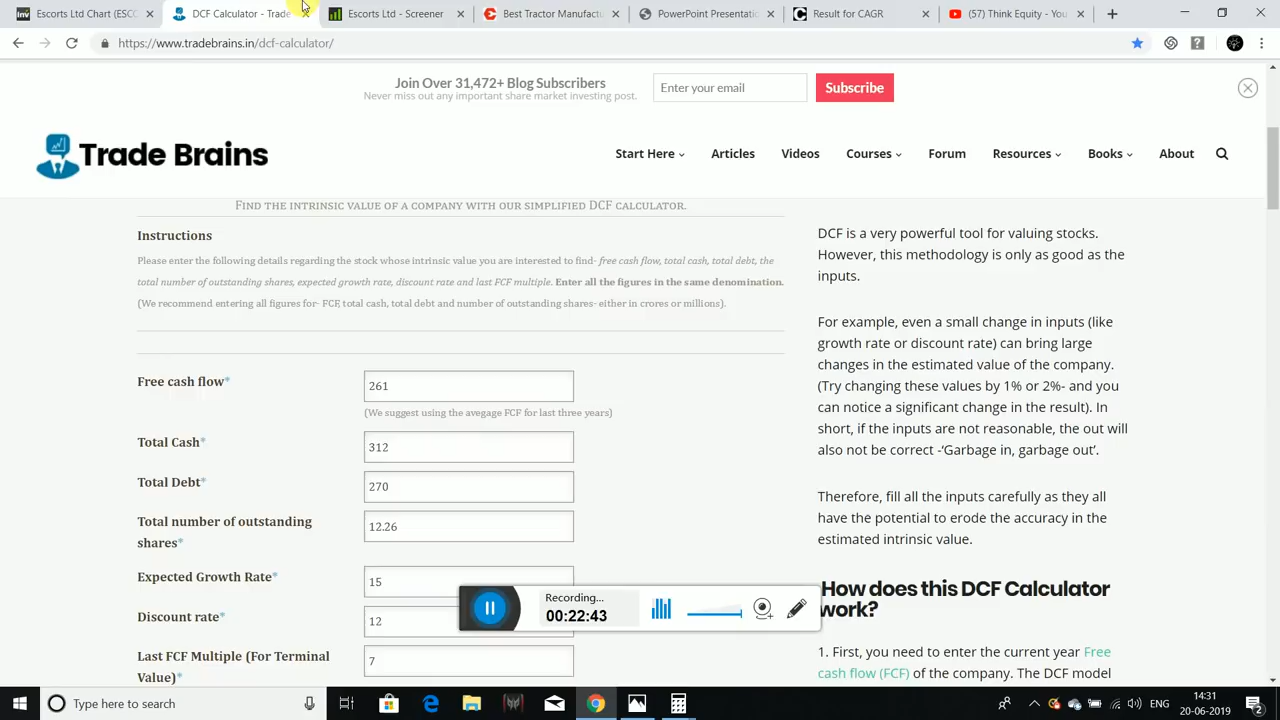 Escorts Ltd Chart (ESC
DCF Calculator - Trade
Escorts Ltd - Screener
Best Tractor Manufactu
PowerPoint Presentatio
Result for CAGR
(57) Think Equity - You
https://www.tradebrains.in/dcf-calculator/
Join Over 31,472+ Blog Subscribers
Never miss out any important share market investing post.
Enter your email
Subscribe
Trade Brains
Start Here
Articles
Videos
Courses
Forum
Resources
Books
About
FIND THE INTRINSIC VALUE OF A COMPANY WITH OUR SIMPLIFIED DCF CALCULATOR.
Instructions
Please enter the following details regarding the stock whose intrinsic value you are interested to find- free cash flow, total cash, total debt, the
total number of outstanding shares, expected growth rate, discount rate and last FCF multiple. Enter all the figures in the same denomination.
(We recommend entering all figures for- FCF, total cash, total debt and number of outstanding shares- either in crores or millions).
Free cash flow*
261
(We suggest using the avegage FCF for last three years)
Total Cash*
312
Total Debt*
270
Total number of outstanding
shares*
12.26
Expected Growth Rate*
15
Discount rate*
12
Last FCF Multiple (For Terminal
Value)*
7
DCF is a very powerful tool for valuing stocks.
However, this methodology is only as good as the
inputs.
For example, even a small change in inputs (like
growth rate or discount rate) can bring large
changes in the estimated value of the company.
(Try changing these values by 1% or 2%- and you
can notice a significant change in the result). In
short, if the inputs are not reasonable, the out will
also not be correct -‘Garbage in, garbage out’.
Therefore, fill all the inputs carefully as they all
have the potential to erode the accuracy in the
estimated intrinsic value.
How does this DCF Calculator
work?
1. First, you need to enter the current year Free
cash flow (FCF) of the company. The DCF model
Recording...
00:22:43
Type here to search
ENG
14:31
20-06-2019
2